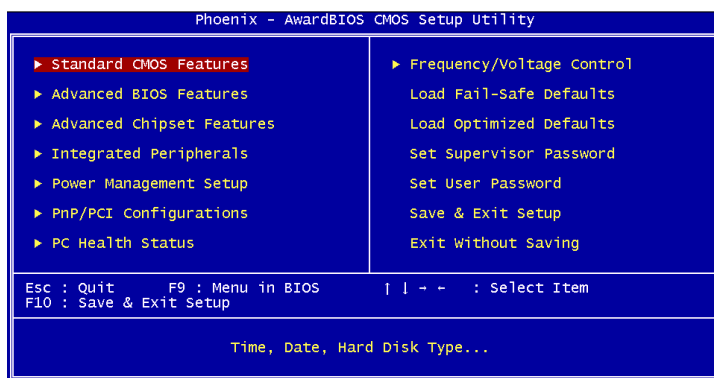 Phoenix - AwardBIOS CMOS Setup Utility
▶ Standard CMOS Features
▶ Advanced BIOS Features
▶ Advanced Chipset Features
▶ Integrated Peripherals
▶ Power Management Setup
▶ PnP/PCI Configurations
▶ PC Health Status
▶ Frequency/Voltage Control
Load Fail-Safe Defaults
Load Optimized Defaults
Set Supervisor Password
Set User Password
Save & Exit Setup
Exit Without Saving
Esc : Quit F9 : Menu in BIOS ↑ ↓ → ← : Select Item
F10 : Save & Exit Setup
Time, Date, Hard Disk Type...